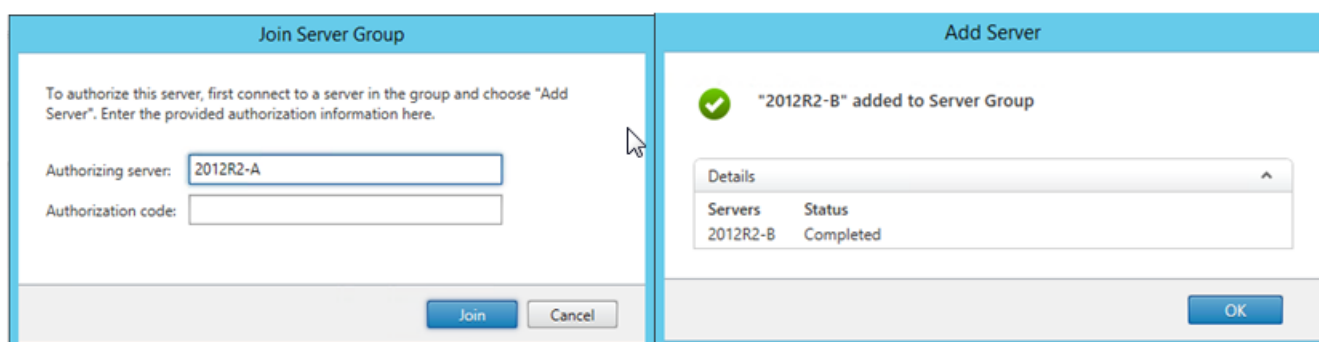 Join Server Group
To authorize this server, first connect to a server in the group and choose "Add
Server". Enter the provided authorization information here.
Authorizing server: 2012R2-A
Authorization code:
Join Cancel
Add Server
"2012R2-B" added to Server Group
Details
Servers Status
2012R2-B Completed
OK